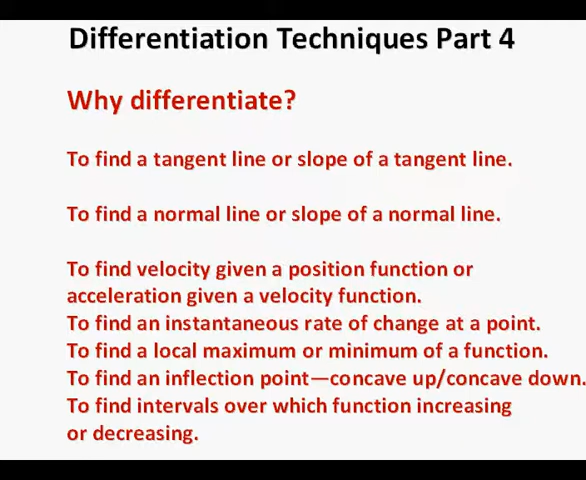 Differentiation Techniques Part 4
Why differentiate?
To find a tangent line or slope of a tangent line.
To find a normal line or slope of a normal line.
To find velocity given a position function or
acceleration given a velocity function.
To find an instantaneous rate of change at a point.
To find a local maximum or minimum of a function.
To find an inflection point—concave up/concave down.
To find intervals over which function increasing
or decreasing.